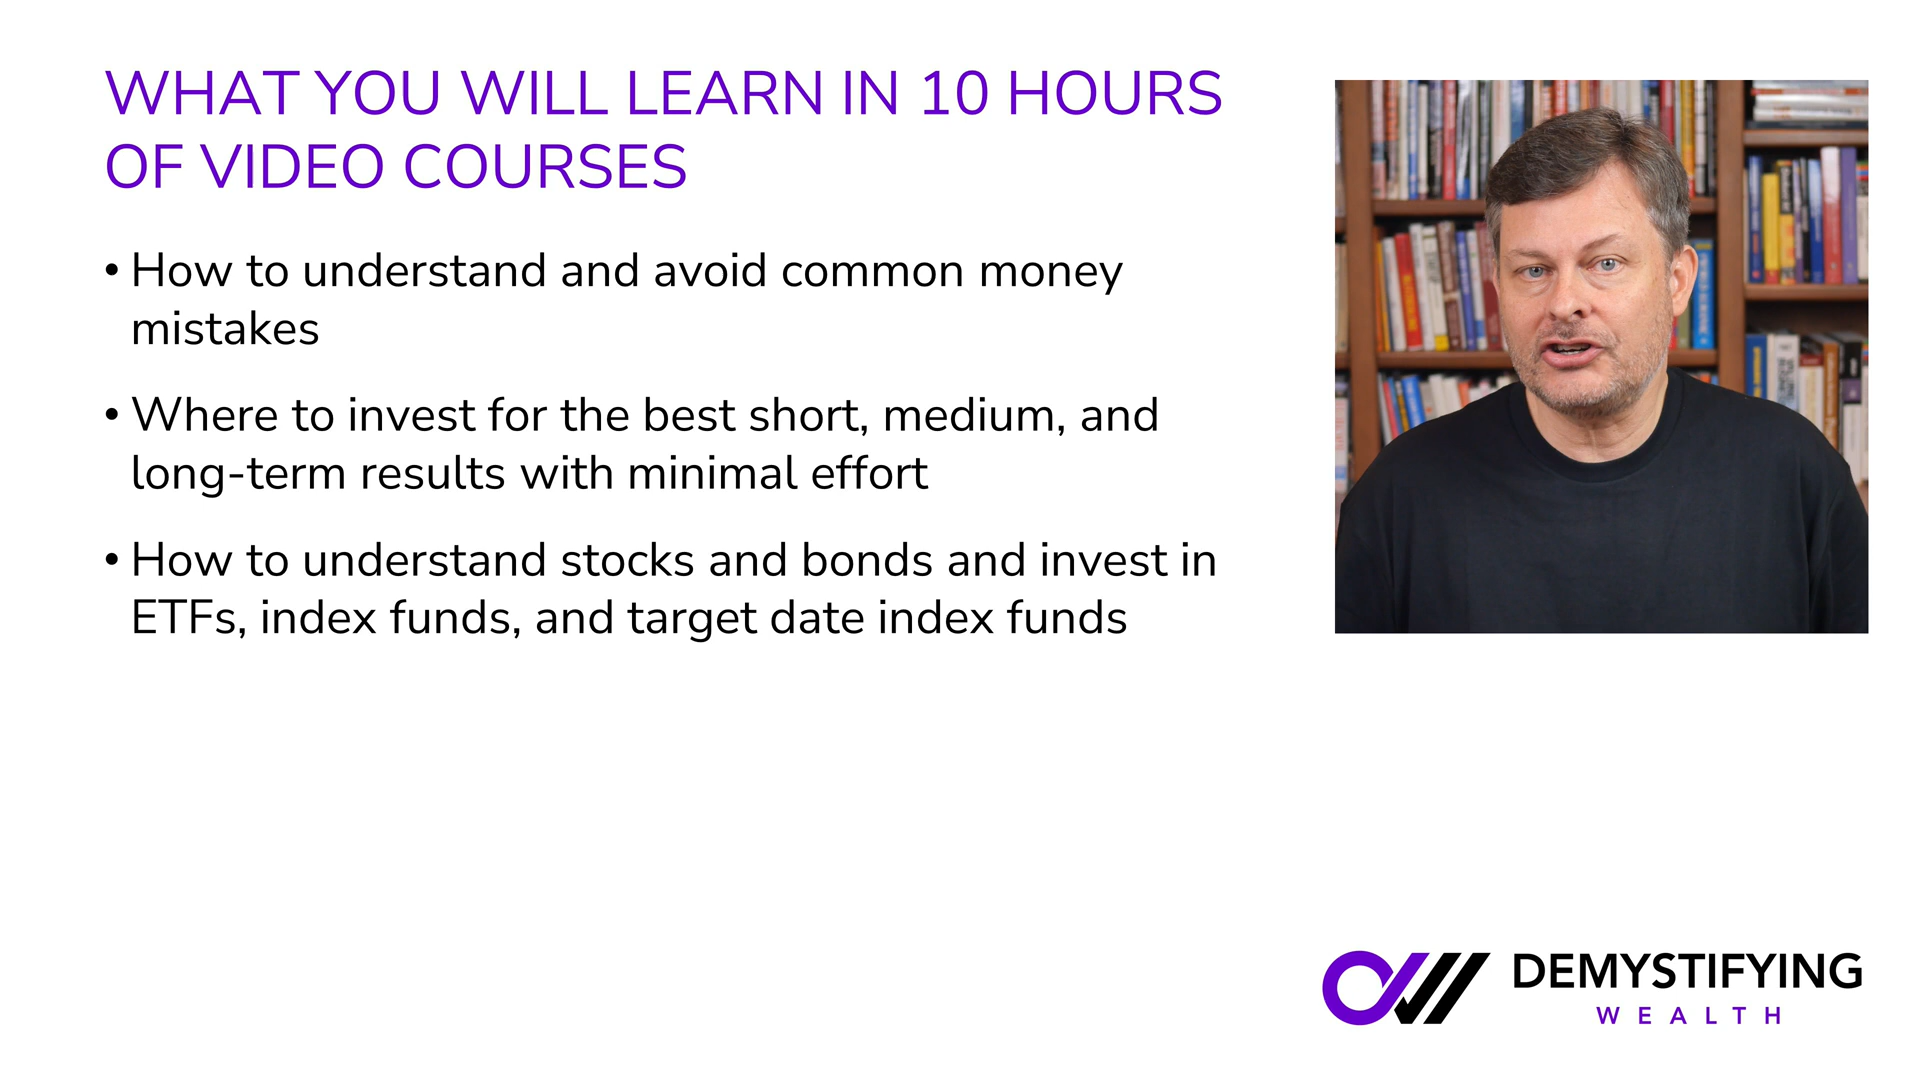 WHAT YOU WILL LEARN IN 10 HOURS
OF VIDEO COURSES
• How to understand and avoid common money
mistakes
• Where to invest for the best short, medium, and
long-term results with minimal effort
• How to understand stocks and bonds and invest in
ETFs, index funds, and target date index funds
DEMYSTIFYING
WEALTH